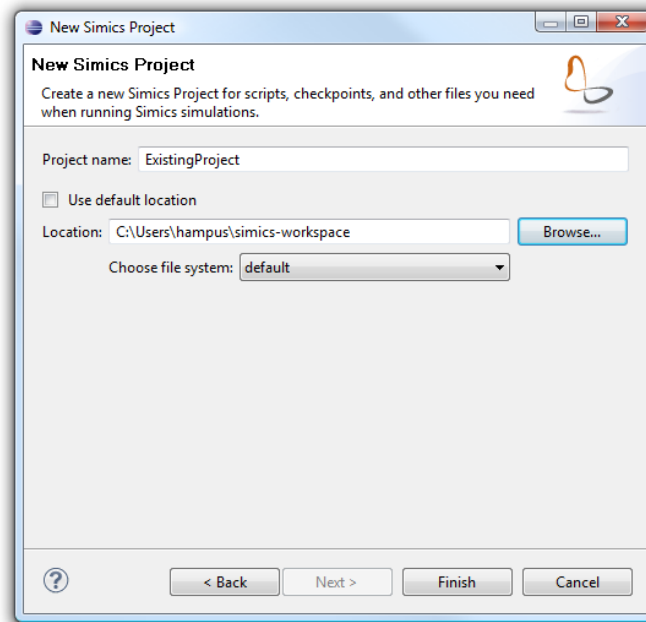 New Simics Project
New Simics Project
Create a new Simics Project for scripts, checkpoints, and other files you need
when running Simics simulations.
Project name: ExistingProject
Use default location
Location: C:\Users\hampus\simics-workspace Browse...
Choose file system: default
? < Back Next > Finish Cancel